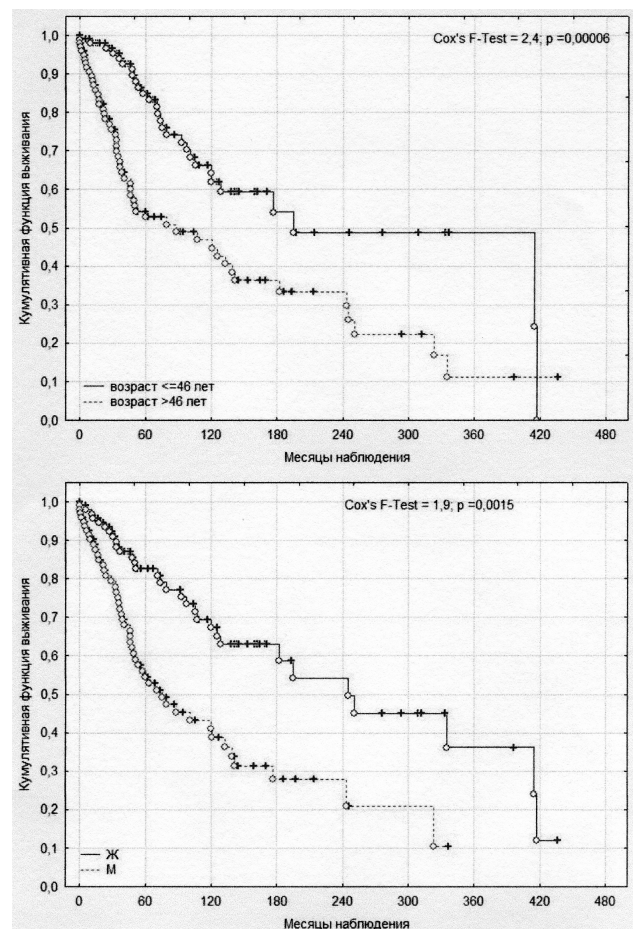 Cox's F-Test = 2,4; p =0,00006
Кумулятивная функция выживания
1,0
0,9
0,8
0,7
0,6
0,5
0,4
0,3
0,2
0,1
0,0
возраст <=46 лет
возраст >46 лет
0 60 120 180 240 300 360 420 480
Месяцы наблюдения
Cox's F-Test = 1,9; p =0,0015
Кумулятивная функция выживания
1,0
0,9
0,8
0,7
0,6
0,5
0,4
0,3
0,2
0,1
0,0
Ж
М
0 60 120 180 240 300 360 420 480
Месяцы наблюдения